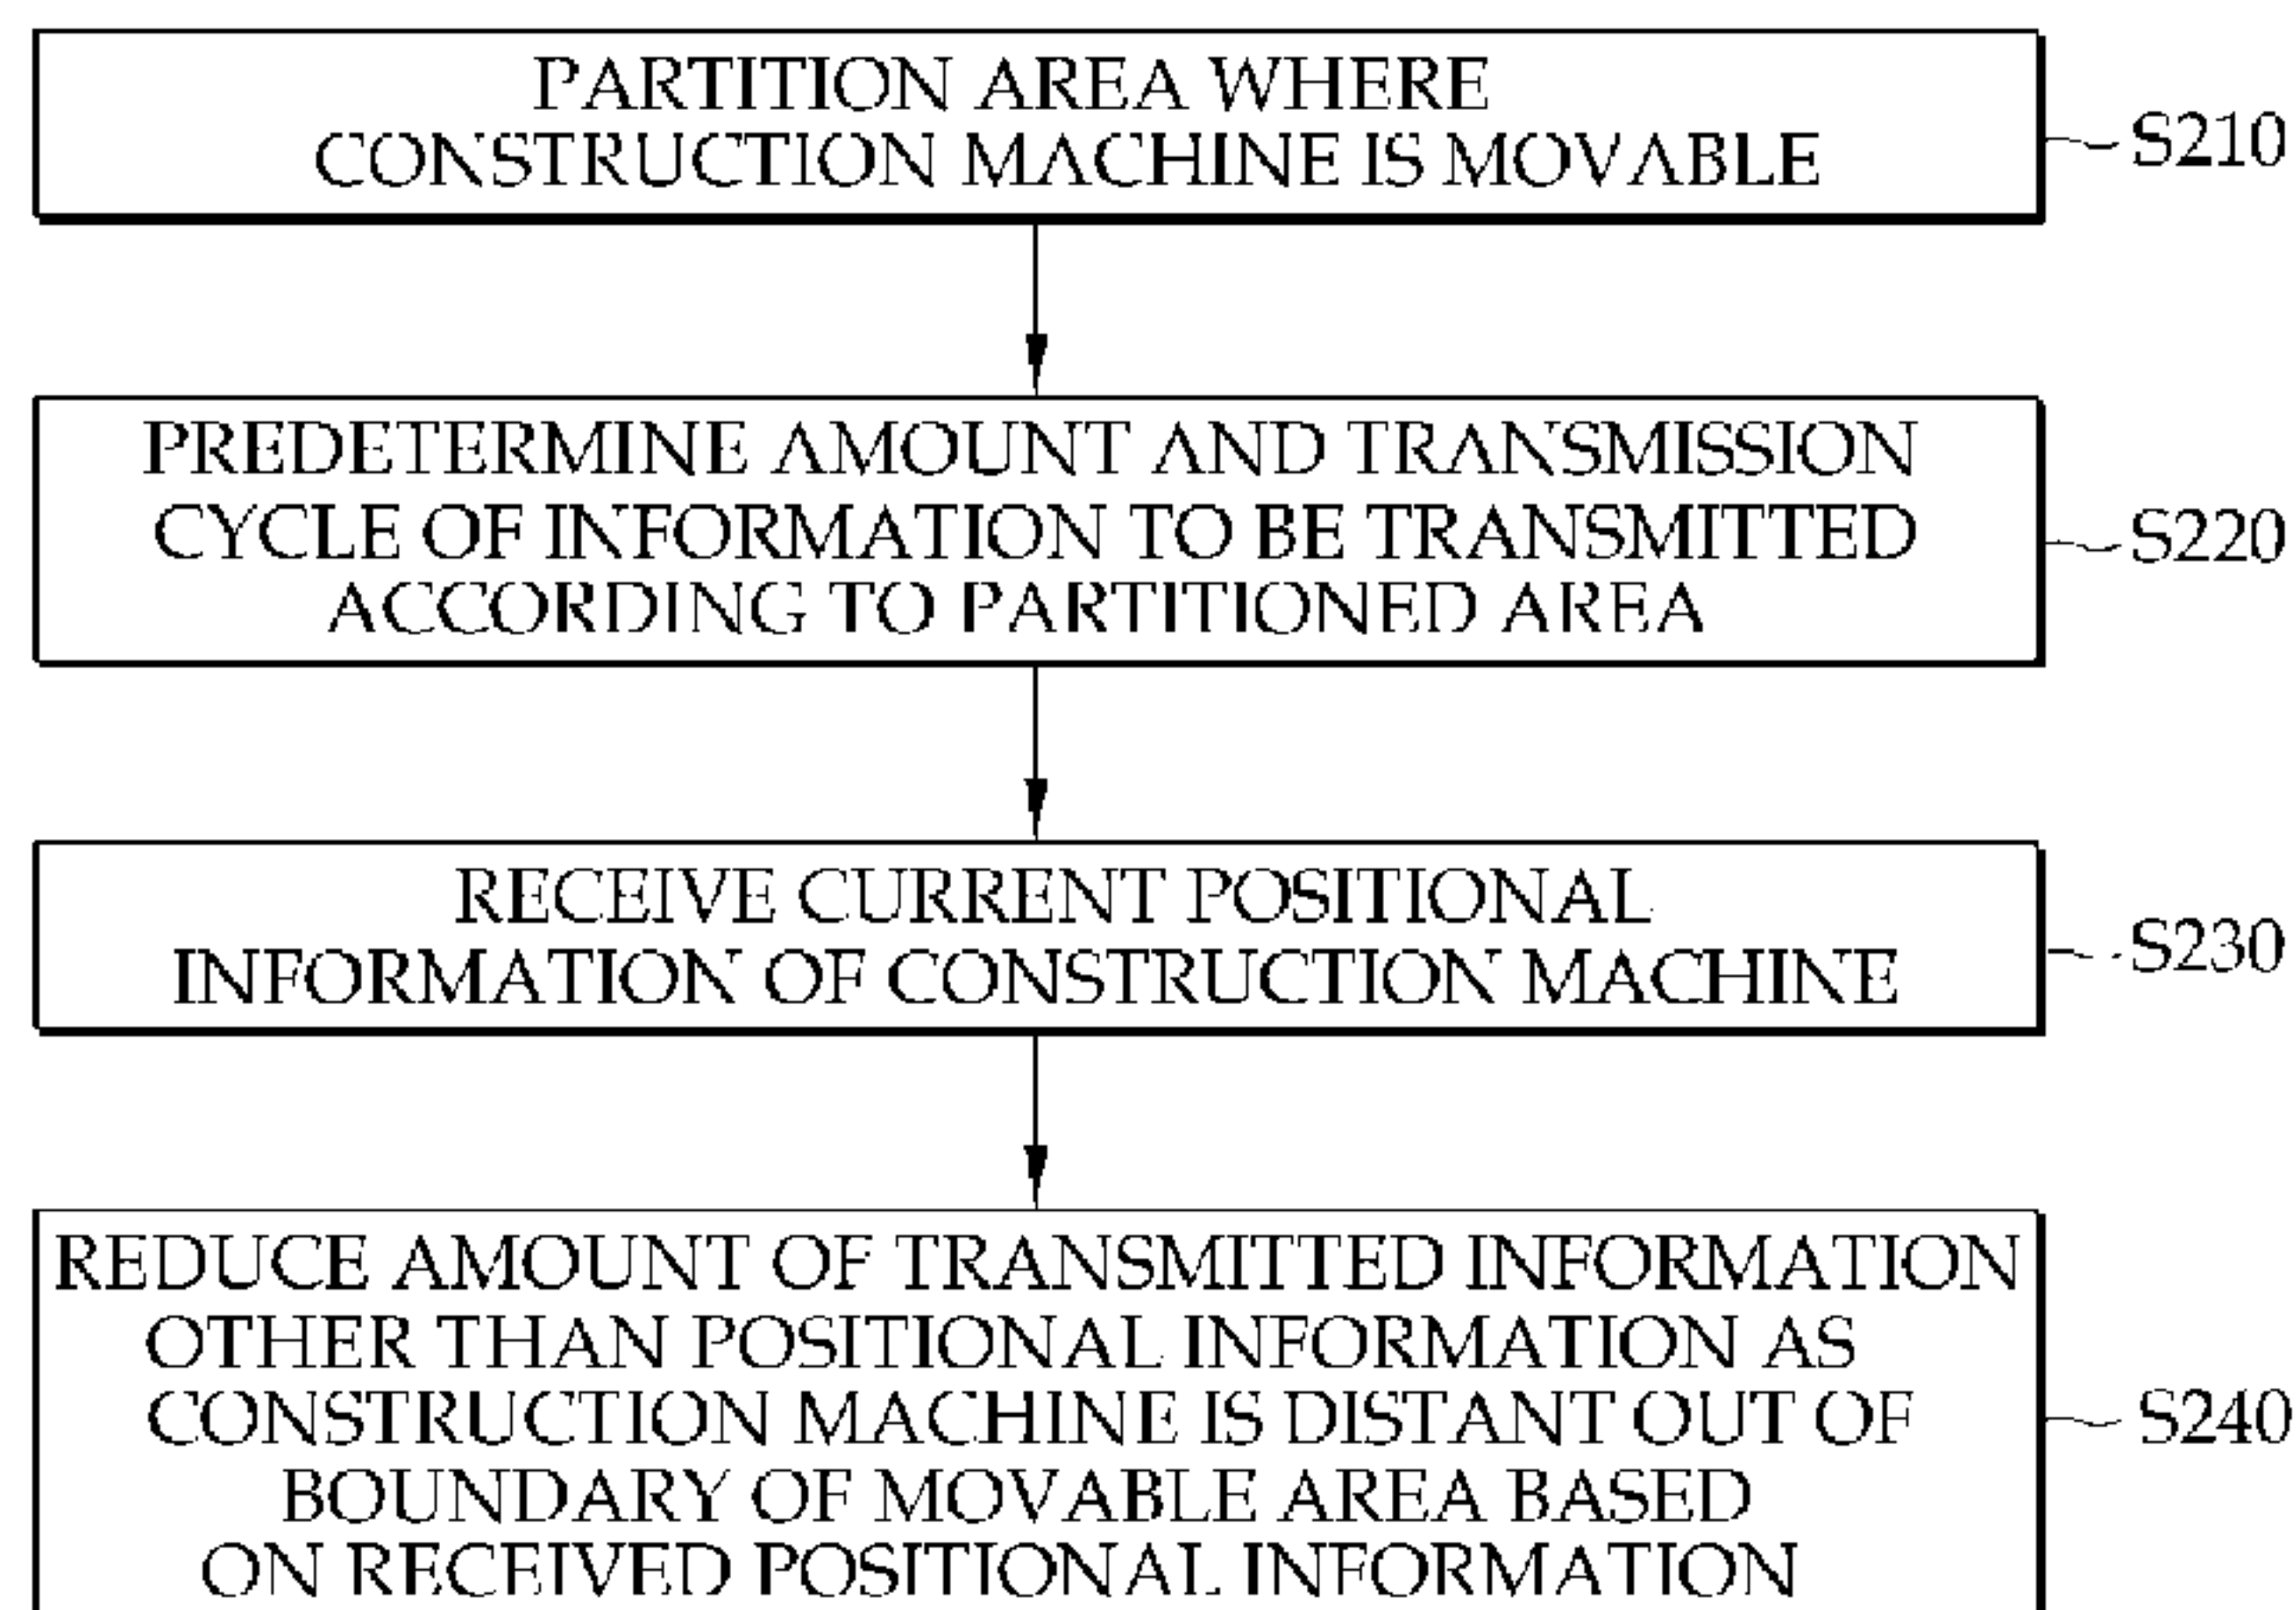 PARTITION AREA WHERE
CONSTRUCTION MACHINE IS MOVABLE
S210
PREDETERMINE AMOUNT AND TRANSMISSION
CYCLE OF INFORMATION TO BE TRANSMITTED
ACCORDING TO PARTITIONED AREA
S220
RECEIVE CURRENT POSITIONAL
INFORMATION OF CONSTRUCTION MACHINE
S230
REDUCE AMOUNT OF TRANSMITTED INFORMATION
OTHER THAN POSITIONAL INFORMATION AS
CONSTRUCTION MACHINE IS DISTANT OUT OF
BOUNDARY OF MOVABLE AREA BASED
ON RECEIVED POSITIONAL INFORMATION
S240